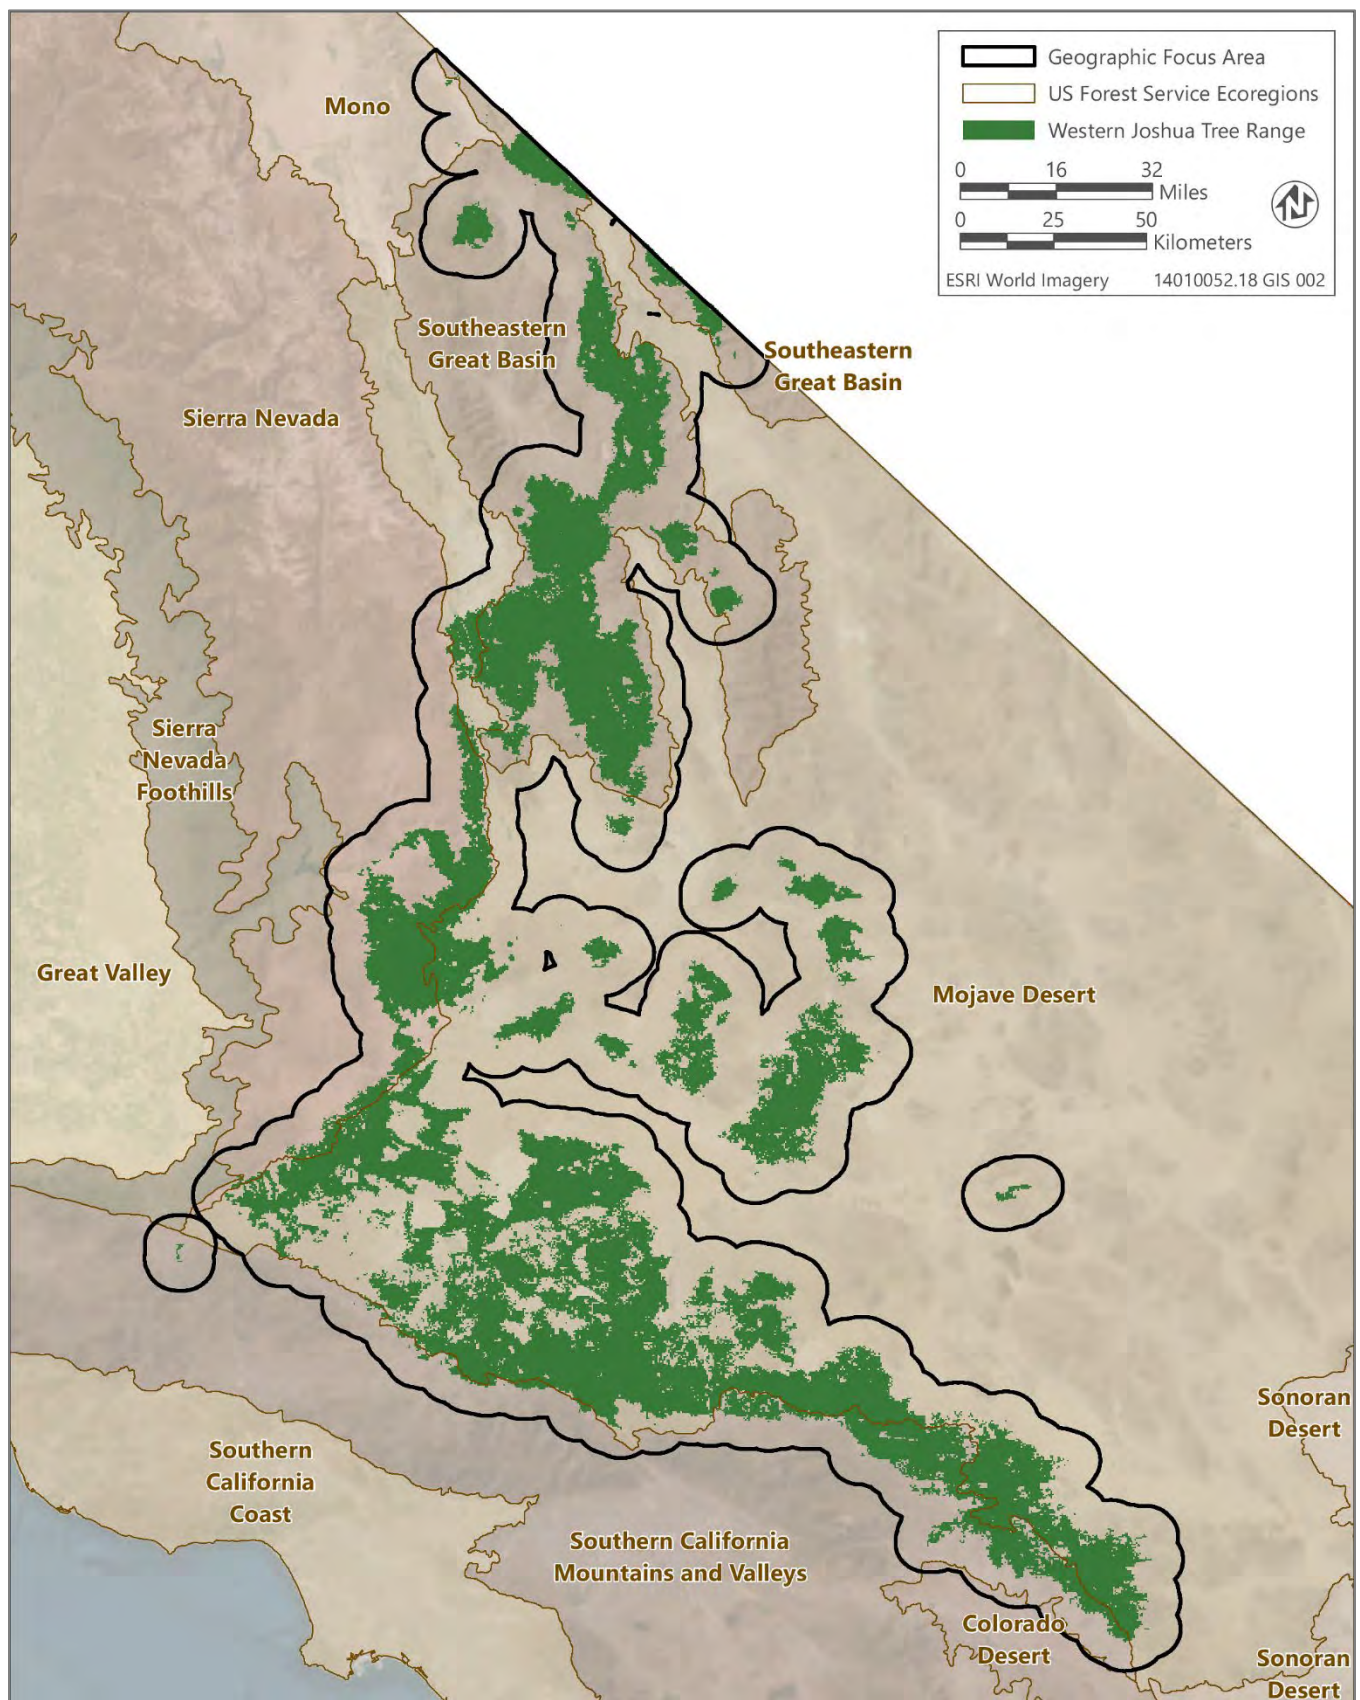 Geographic Focus Area
US Forest Service Ecoregions
Western Joshua Tree Range
0 16 32
Miles
0 25 50
Kilometers
N
ESRI World Imagery 14010052.18 GIS 002
Mono
Southeastern
Great Basin
Southeastern
Great Basin
Sierra Nevada
Sierra
Nevada
Foothills
Great Valley
Mojave Desert
Sonoran
Desert
Southern
California
Coast
Southern California
Mountains and Valleys
Colorado
Desert
Sonoran
Desert